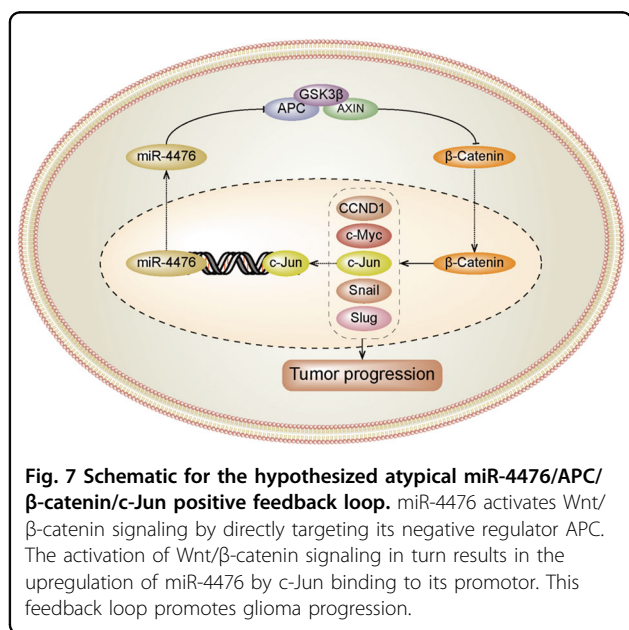 GSK3β
APC
AXIN
miR-4476
β-Catenin
CCND1
c-Myc
miR-4476
c-Jun
c-Jun
β-Catenin
Snail
Slug
Tumor progression
Fig. 7 Schematic for the hypothesized atypical miR-4476/APC/
β-catenin/c-Jun positive feedback loop. miR-4476 activates Wnt/
β-catenin signaling by directly targeting its negative regulator APC.
The activation of Wnt/β-catenin signaling in turn results in the
upregulation of miR-4476 by c-Jun binding to its promotor. This
feedback loop promotes glioma progression.